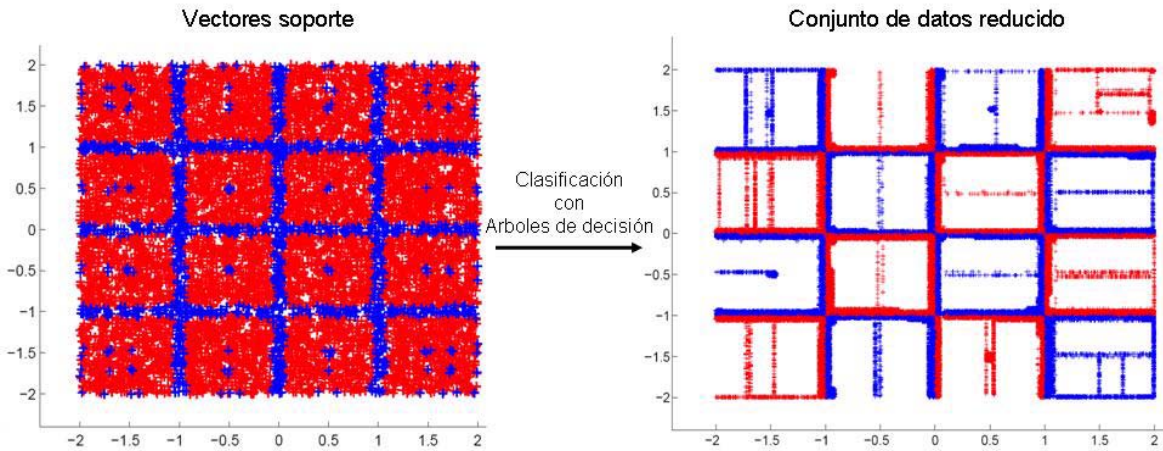 Vectores soporte
Conjunto de datos reducido
2
1.5
1
0.5
0
−0.5
−1
−1.5
−2
−2 −1.5 −1 −0.5 0 0.5 1 1.5 2
Clasificación
con
Arboles de decisión
2
1.5
1
0.5
0
−0.5
−1
−1.5
−2
−2 −1.5 −1 −0.5 0 0.5 1 1.5 2